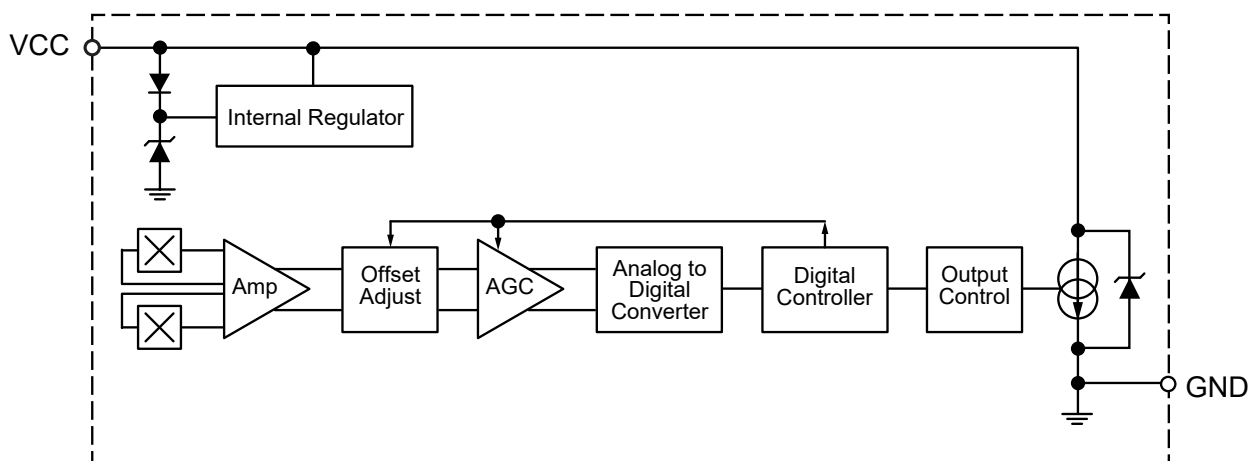 VCC
Internal Regulator
Amp
Offset
Adjust
AGC
Analog to
Digital
Converter
Digital
Controller
Output
Control
GND